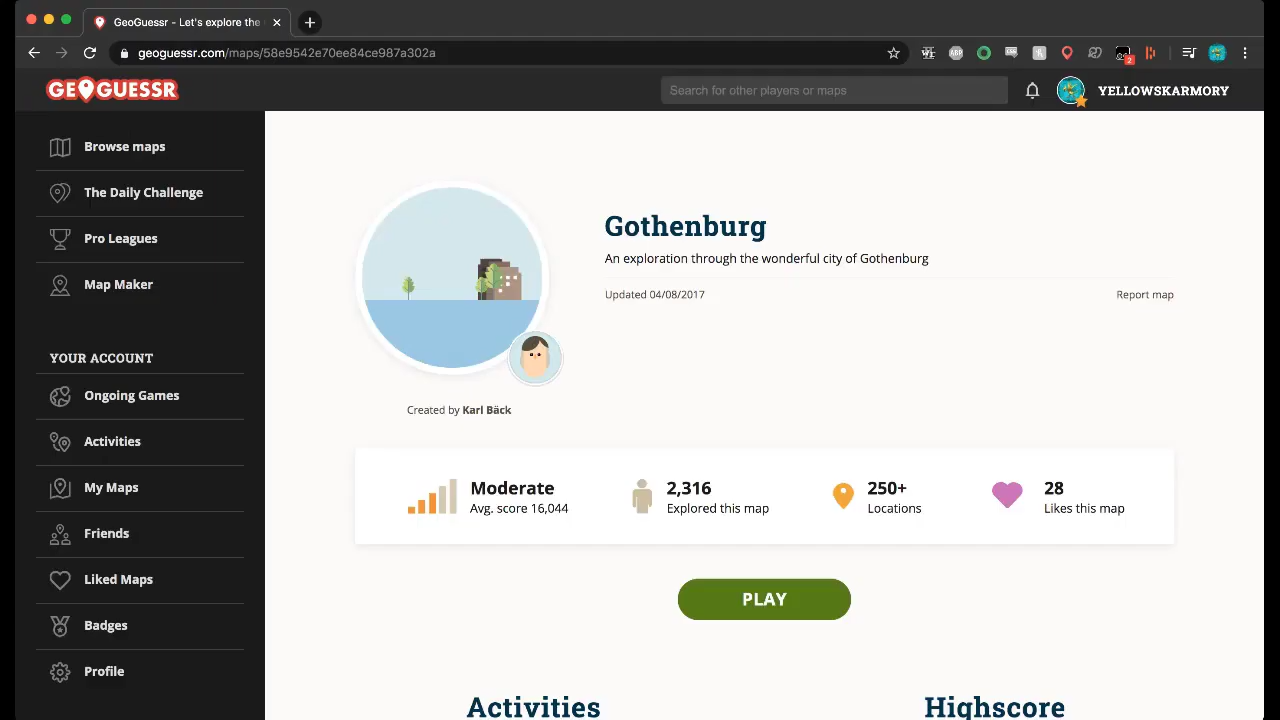 GeoGuessr - Let's explore the
geoguessr.com/maps/58e9542e70ee84ce987a302a
ABP
2
GEOGUESSR
Search for other players or maps
YELLOWSKARMORY
Browse maps
The Daily Challenge
Pro Leagues
Map Maker
YOUR ACCOUNT
Ongoing Games
Activities
My Maps
Friends
Liked Maps
Badges
Profile
Gothenburg
An exploration through the wonderful city of Gothenburg
Updated 04/08/2017
Report map
Created by Karl Bäck
Moderate
Avg. score 16,044
2,316
Explored this map
250+
Locations
28
Likes this map
PLAY
Activities
Highscore